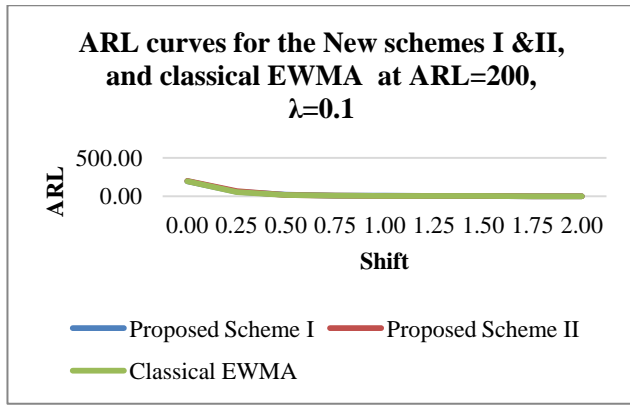 ARL curves for the New schemes I &II,
and classical EWMA at ARL=200,
λ=0.1
500.00
0.00
ARL
0.00 0.25 0.50 0.75 1.00 1.25 1.50 1.75 2.00
Shift
Proposed Scheme I Proposed Scheme II
Classical EWMA